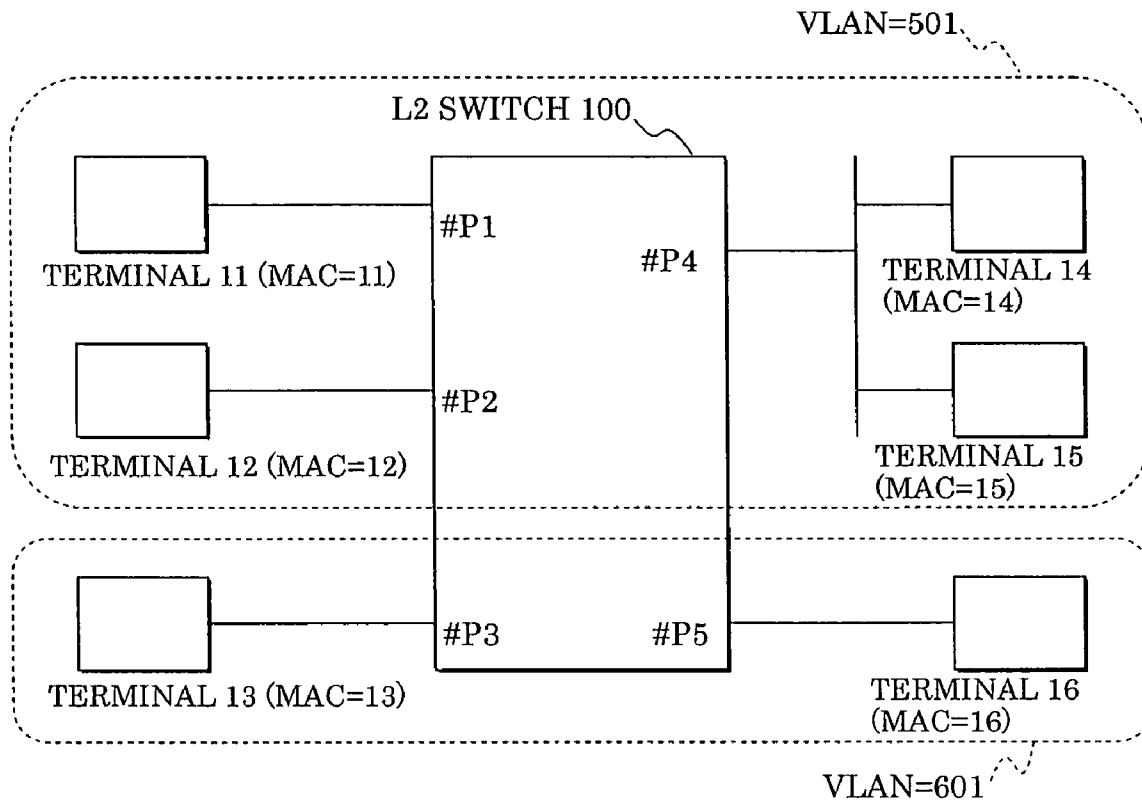 VLAN=501
L2 SWITCH 100
#P1
#P4
TERMINAL 11 (MAC=11)
TERMINAL 14
(MAC=14)
#P2
TERMINAL 12 (MAC=12)
TERMINAL 15
(MAC=15)
#P3
#P5
TERMINAL 13 (MAC=13)
TERMINAL 16
(MAC=16)
VLAN=601